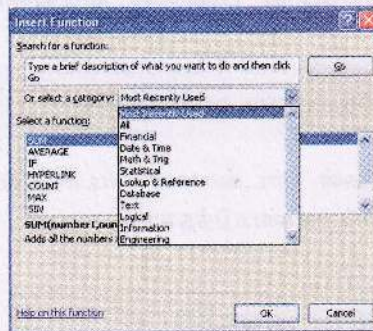 Insert Function
Search for a function:
Type a brief description of what you want to do and then click
Go
Go
Or select a category: Most Recently Used
Most Recently Used
All
Financial
Date & Time
Math & Trig
Statistical
Lookup & Reference
Database
Text
Logical
Information
Engineering
Select a function:
SUM
AVERAGE
IF
HYPERLINK
COUNT
MAX
SIN
SUM(number1,num
Adds all the numbers
Help on this function
OK
Cancel